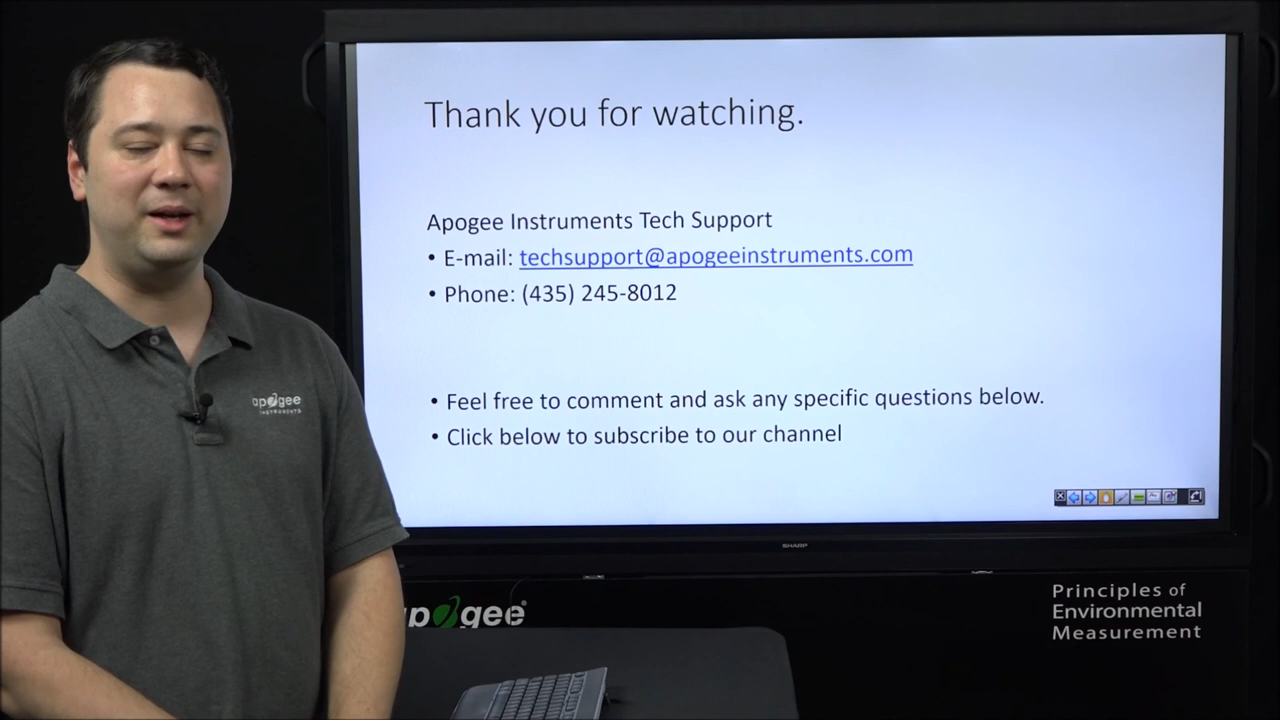 Thank you for watching.
Apogee Instruments Tech Support
• E-mail: techsupport@apogeeinstruments.com
• Phone: (435) 245-8012
• Feel free to comment and ask any specific questions below.
• Click below to subscribe to our channel
apogee
INSTRUMENTS
SHARP
apogee®
Principles of
Environmental
Measurement